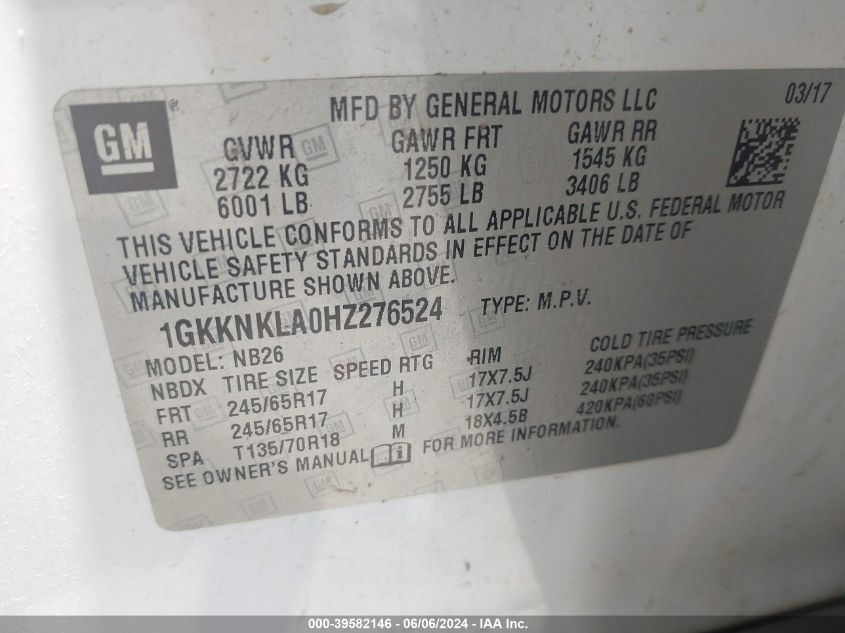 GM
MFD BY GENERAL MOTORS LLC 03/17
GVWR GAWR FRT GAWR RR
2722 KG 1250 KG 1545 KG
6001 LB 2755 LB 3406 LB
THIS VEHICLE CONFORMS TO ALL APPLICABLE U.S. FEDERAL MOTOR
VEHICLE SAFETY STANDARDS IN EFFECT ON THE DATE OF
MANUFACTURE SHOWN ABOVE.
1GKKNKLA0HZ276524 TYPE: M.P.V.
MODEL: NB26
NBDX TIRE SIZE SPEED RTG RIM COLD TIRE PRESSURE
FRT 245/65R17 H 17X7.5J 240KPA(35PSI)
RR 245/65R17 H 17X7.5J 240KPA(35PSI)
SPA T135/70R18 M 18X4.5B 420KPA(60PSI)
SEE OWNER'S MANUAL FOR MORE INFORMATION.
000-39582146 - 06/06/2024 - IAA Inc.